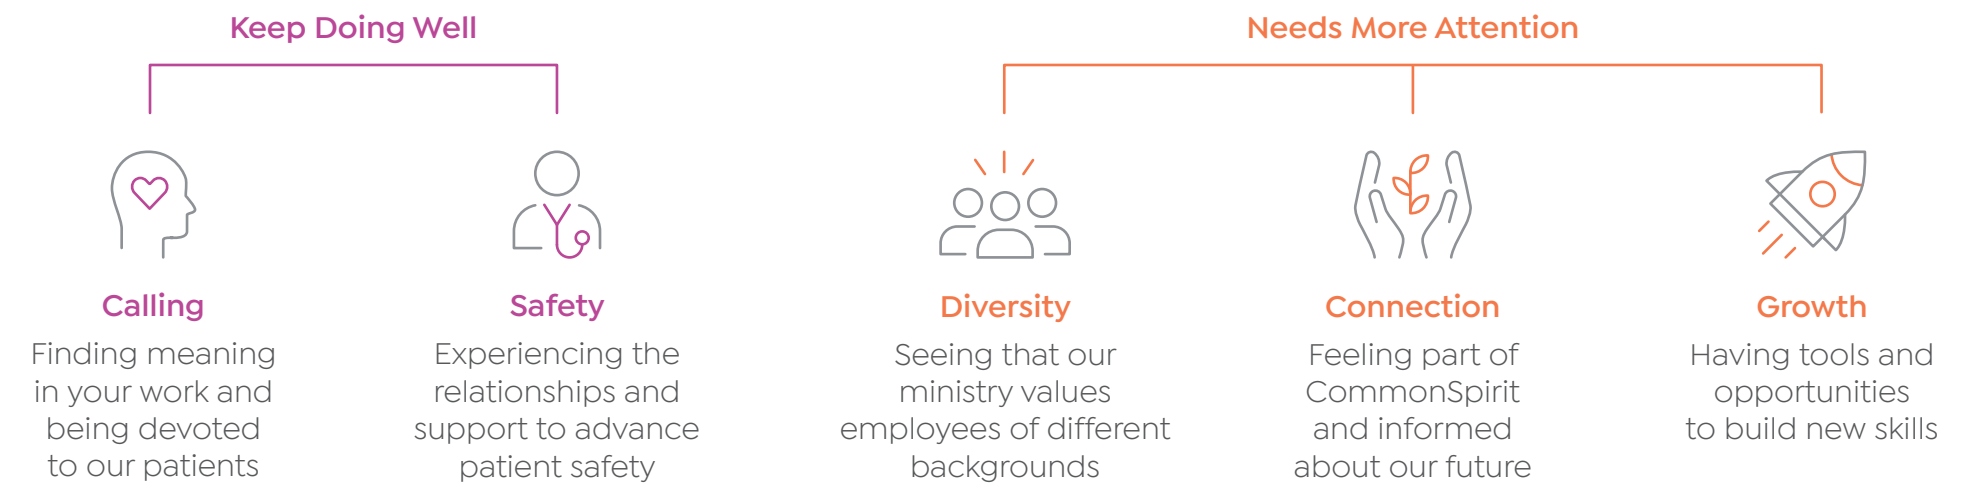 Keep Doing Well
Calling
Finding meaning
in your work and
being devoted
to our patients
Safety
Experiencing the
relationships and
support to advance
patient safety
Needs More Attention
Diversity
Seeing that our
ministry values
employees of different
backgrounds
Connection
Feeling part of
CommonSpirit
and informed
about our future
Growth
Having tools and
opportunities
to build new skills